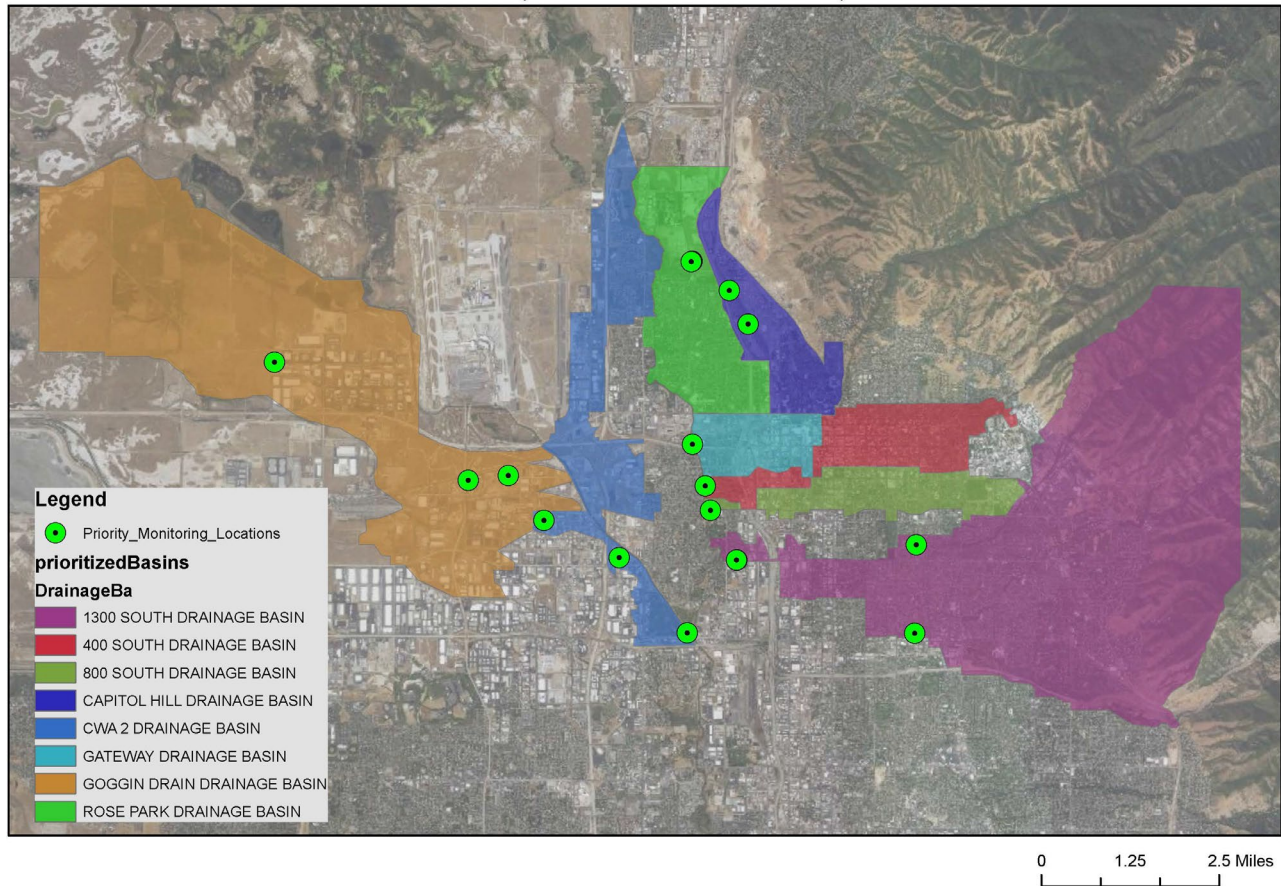 Legend
Priority_Monitoring_Locations
prioritizedBasins
DrainageBa
1300 SOUTH DRAINAGE BASIN
400 SOUTH DRAINAGE BASIN
800 SOUTH DRAINAGE BASIN
CAPITOL HILL DRAINAGE BASIN
CWA 2 DRAINAGE BASIN
GATEWAY DRAINAGE BASIN
GOGGIN DRAIN DRAINAGE BASIN
ROSE PARK DRAINAGE BASIN
0 1.25 2.5 Miles